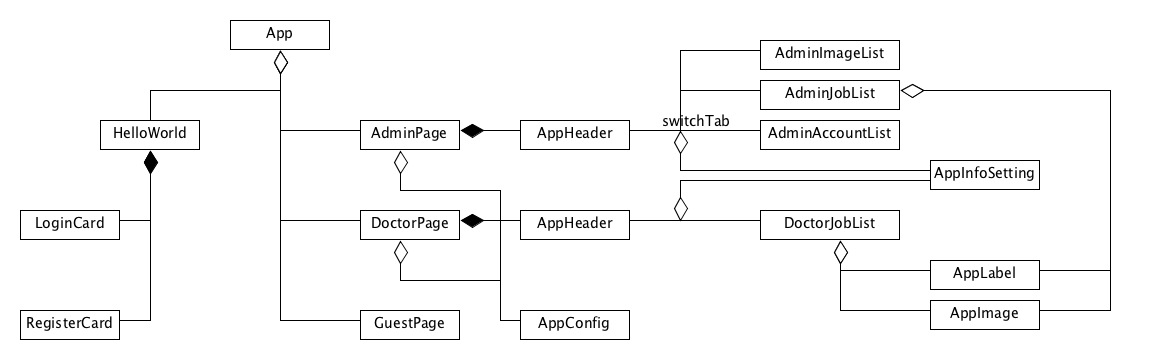 App
AdminImageList
AdminJobList
switchTab
HelloWorld
AdminPage
AppHeader
AdminAccountList
AppInfoSetting
LoginCard
DoctorPage
AppHeader
DoctorJobList
AppLabel
RegisterCard
GuestPage
AppConfig
AppImage